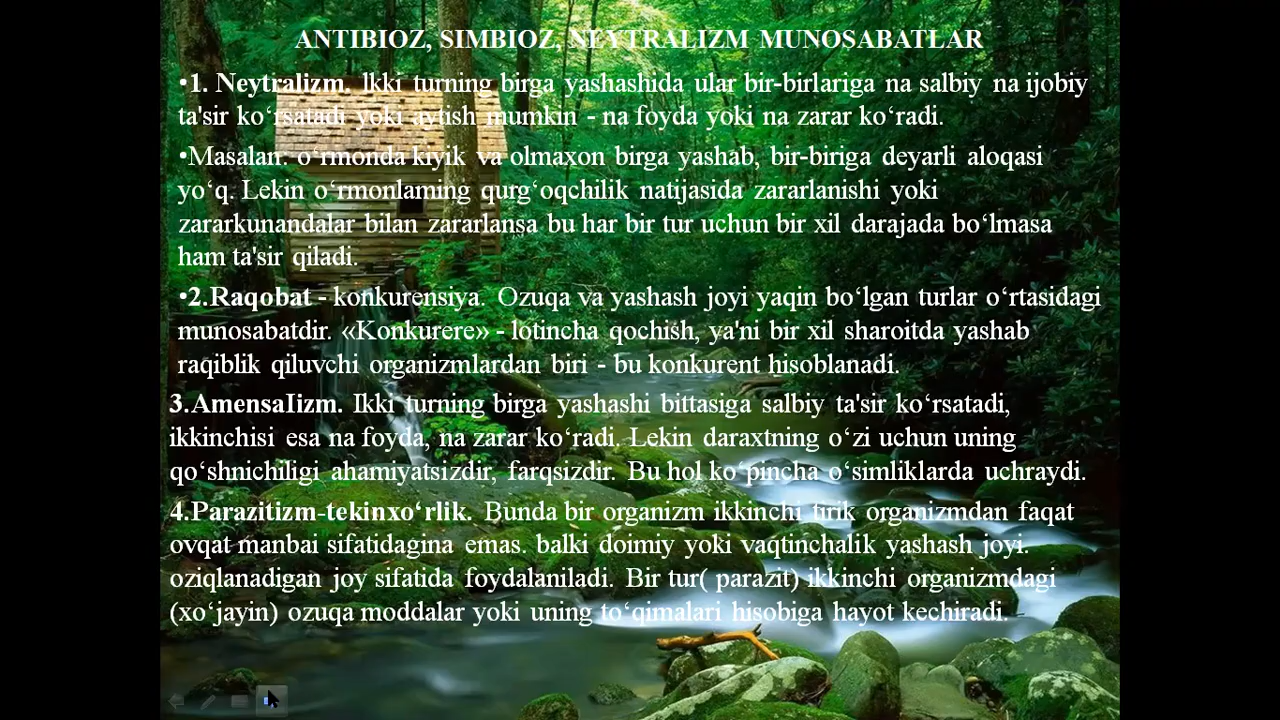 ANTIBIOZ, SIMBIOZ, NEYTRALIZM MUNOSABATLAR
•1. Neytralizm. Ikki turning birga yashashida ular bir-birlariga na salbiy na ijobiy
ta'sir ko‘rsatadi yoki aytish mumkin - na foyda yoki na zarar ko‘radi.
•Masalan: o‘rmonda kiyik va olmaxon birga yashab, bir-biriga deyarli aloqasi
yo‘q. Lekin o‘rmonlaming qurg‘oqchilik natijasida zararlanishi yoki
zararkunandalar bilan zararlansa bu har bir tur uchun bir xil darajada bo‘lmasa
ham ta'sir qiladi.
•2.Raqobat - konkurensiya. Ozuqa va yashash joyi yaqin bo‘lgan turlar o‘rtasidagi
munosabatdir. «Konkurere» - lotincha qochish, ya'ni bir xil sharoitda yashab
raqiblik qiluvchi organizmlardan biri - bu konkurent hisoblanadi.
3.AmensaIizm. Ikki turning birga yashashi bittasiga salbiy ta'sir ko‘rsatadi,
ikkinchisi esa na foyda, na zarar ko‘radi. Lekin daraxtning o‘zi uchun uning
qo‘shnichiligi ahamiyatsizdir, farqsizdir. Bu hol ko‘pincha o‘simliklarda uchraydi.
4.Parazitizm-tekinxo‘rlik. Bunda bir organizm ikkinchi tirik organizmdan faqat
ovqat manbai sifatidagina emas. balki doimiy yoki vaqtinchalik yashash joyi.
oziqlanadigan joy sifatida foydalaniladi. Bir tur( parazit) ikkinchi organizmdagi
(xo‘jayin) ozuqa moddalar yoki uning to‘qimalari hisobiga hayot kechiradi.